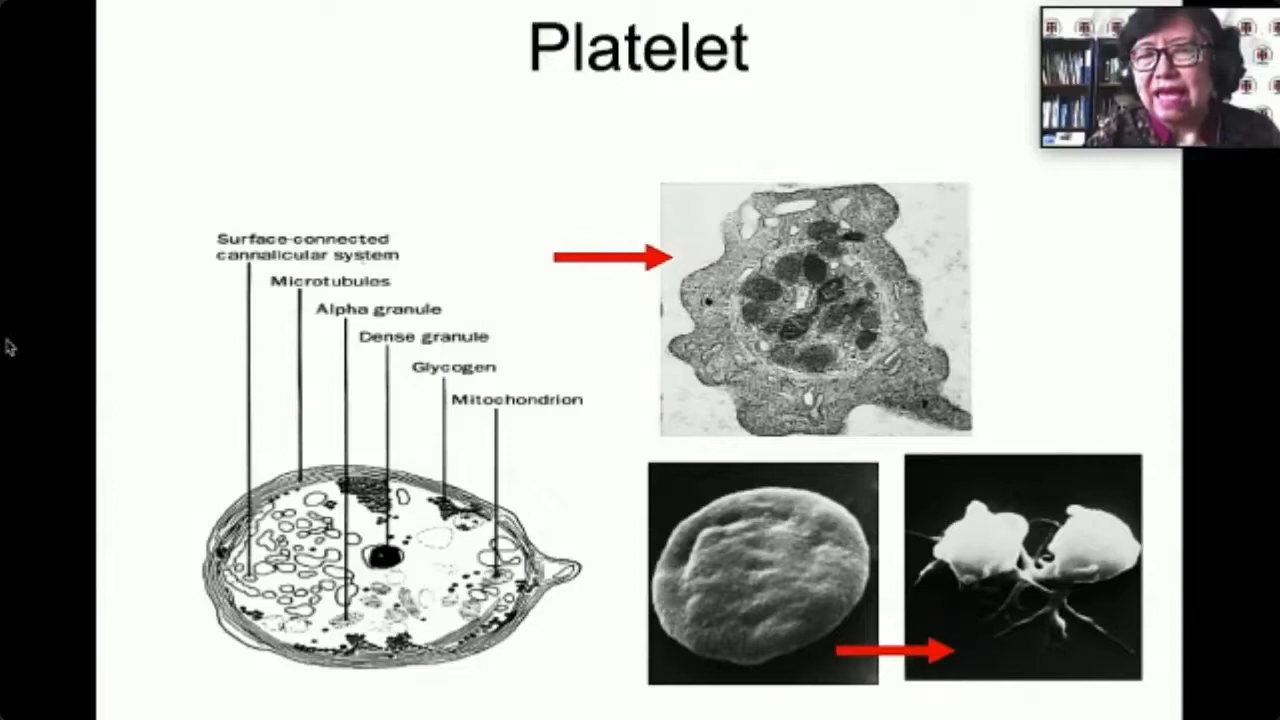 Platelet
Surface-connected
cannalicular system
Microtubules
Alpha granule
Dense granule
Glycogen
Mitochondrion